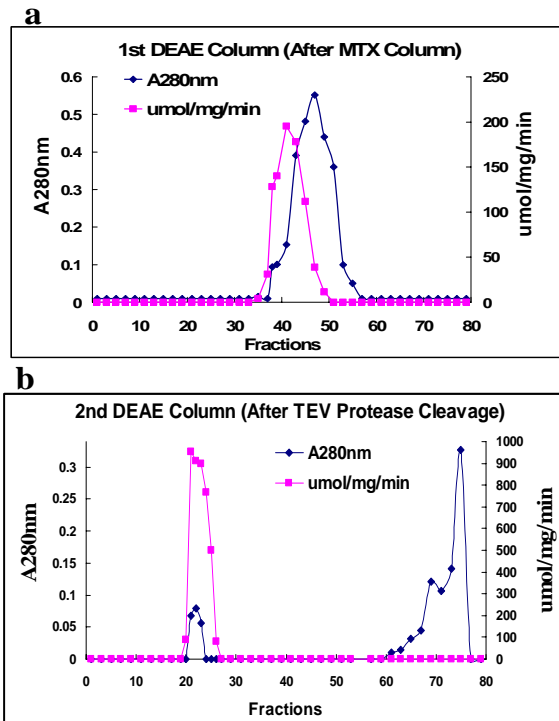 a
1st DEAE Column (After MTX Column)
0.6
0.5
0.4
0.3
0.2
0.1
0
A280nm
A280nm
umol/mg/min
250
200
150
100
50
0
umol/mg/min
0 10 20 30 40 50 60 70 80
Fractions
b
2nd DEAE Column (After TEV Protease Cleavage)
0.3
0.25
0.2
0.15
0.1
0.05
0
A280nm
A280nm
umol/mg/min
1000
900
800
700
600
500
400
300
200
100
0
umol/mg/min
0 10 20 30 40 50 60 70 80
Fractions